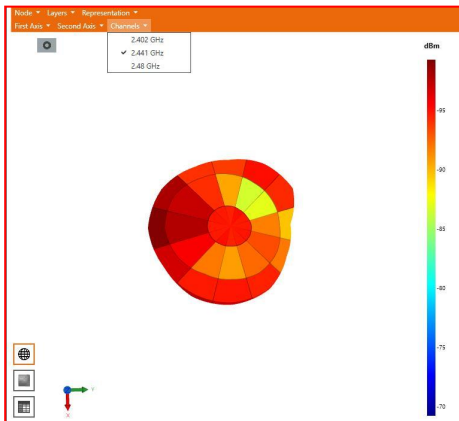 Node Layers Representation
First Axis Second Axis Channels
2.402 GHz
2.441 GHz
2.48 GHz
dBm
-95
-90
-85
-80
-75
-70
Y
X